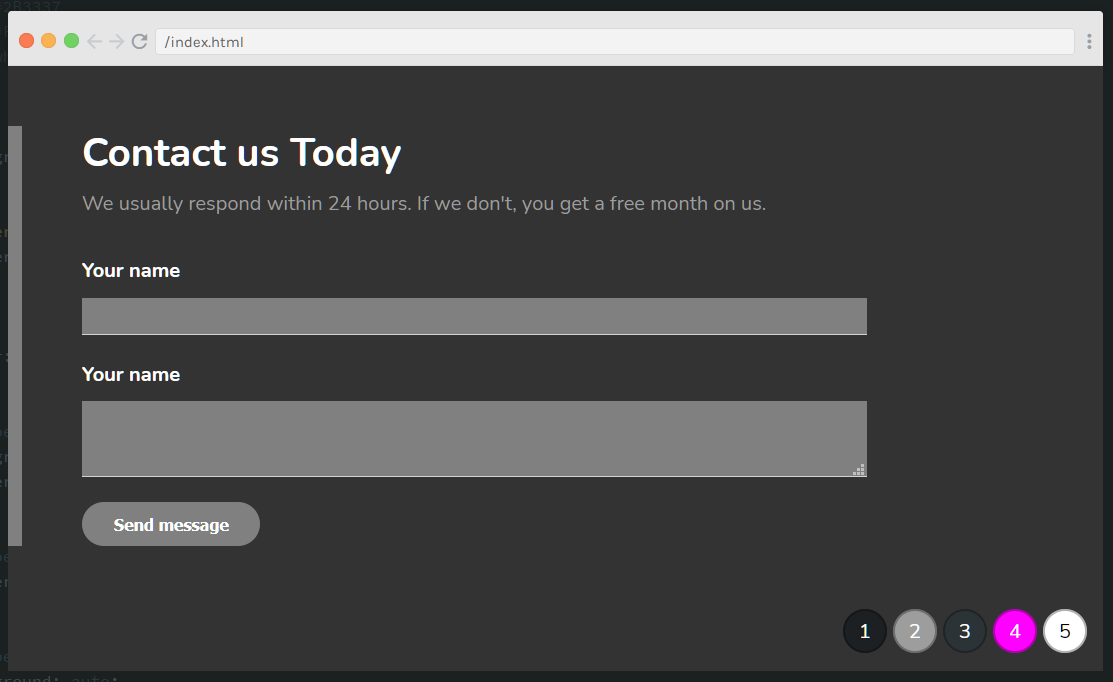 /index.html
Contact us Today
We usually respond within 24 hours. If we don't, you get a free month on us.
Your name
Your name
Send message
1 2 3 4 5